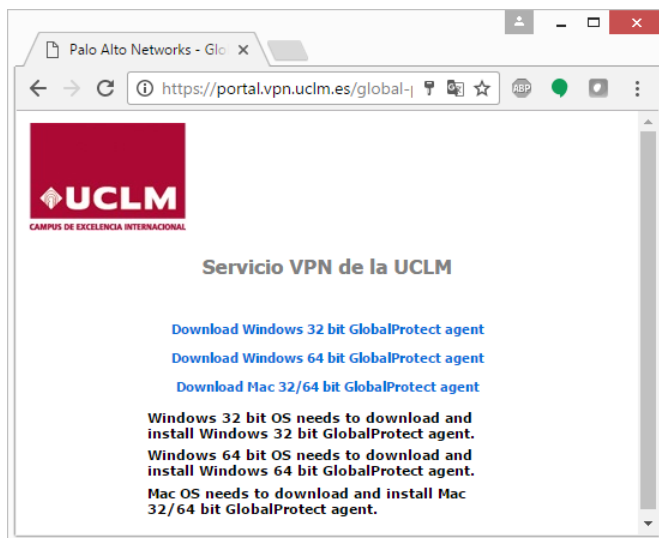 Palo Alto Networks - Glo
https://portal.vpn.uclm.es/global-
ABP
UCLM
CAMPUS DE EXCELENCIA INTERNACIONAL
Servicio VPN de la UCLM
Download Windows 32 bit GlobalProtect agent
Download Windows 64 bit GlobalProtect agent
Download Mac 32/64 bit GlobalProtect agent
Windows 32 bit OS needs to download and
install Windows 32 bit GlobalProtect agent.
Windows 64 bit OS needs to download and
install Windows 64 bit GlobalProtect agent.
Mac OS needs to download and install Mac
32/64 bit GlobalProtect agent.